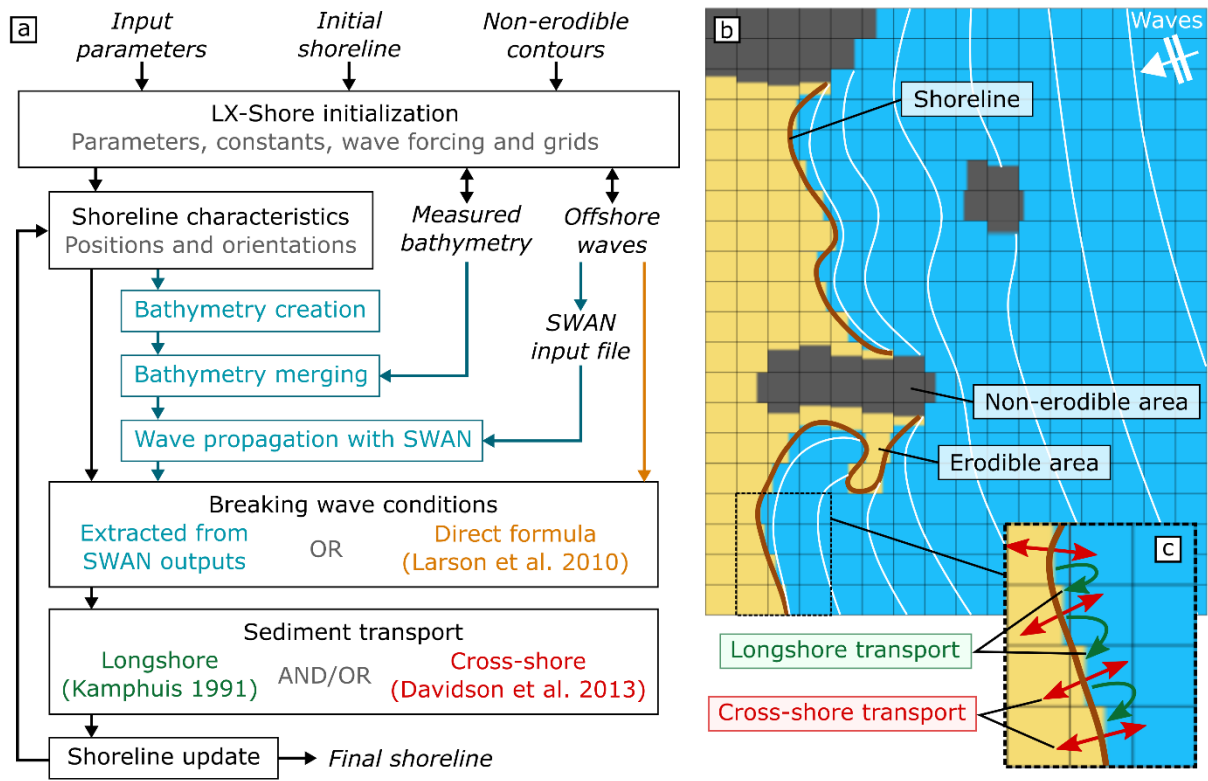 a
Input
parameters
Initial
shoreline
Non-erodible
contours
LX-Shore initialization
Parameters, constants, wave forcing and grids
Shoreline characteristics
Positions and orientations
Measured
bathymetry
Offshore
waves
Bathymetry creation
SWAN
input file
Bathymetry merging
Wave propagation with SWAN
Breaking wave conditions
Extracted from
SWAN outputs
OR
Direct formula
(Larson et al. 2010)
Sediment transport
Longshore
(Kamphuis 1991)
AND/OR
Cross-shore
(Davidson et al. 2013)
Shoreline update
Final shoreline
b
Waves
Shoreline
Non-erodible area
Erodible area
c
Longshore transport
Cross-shore transport